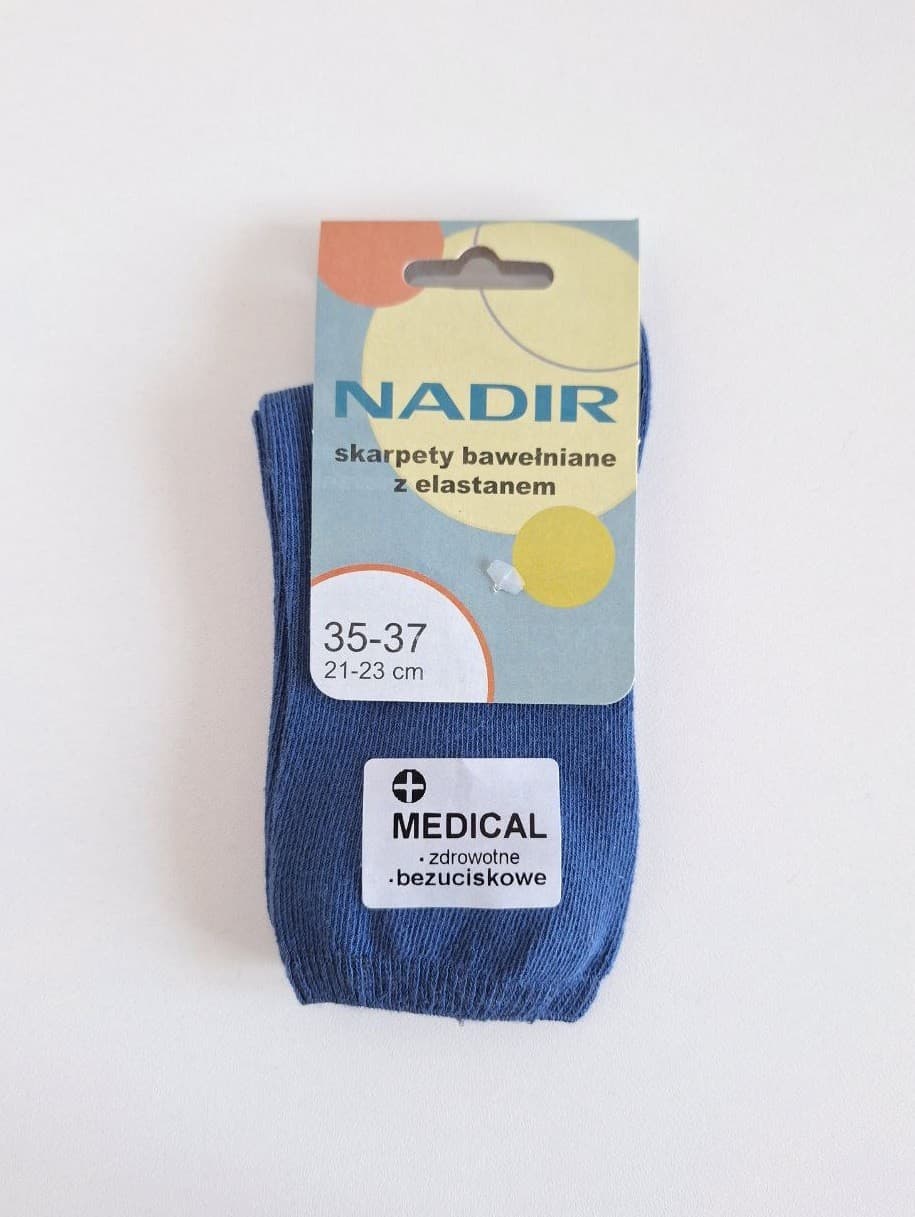 NADIR
skarpety bawełniane
z elastanem
35-37
21-23 cm
MEDICAL
· zdrowotne
· bezuciskowe